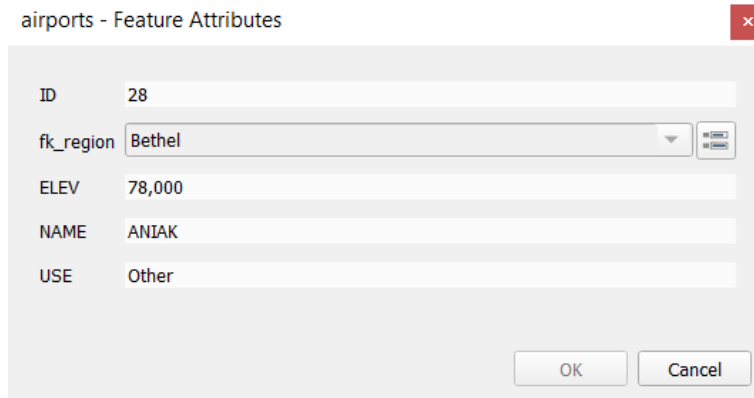 airports - Feature Attributes
ID 28
fk_region Bethel
ELEV 78,000
NAME ANIAK
USE Other
OK Cancel